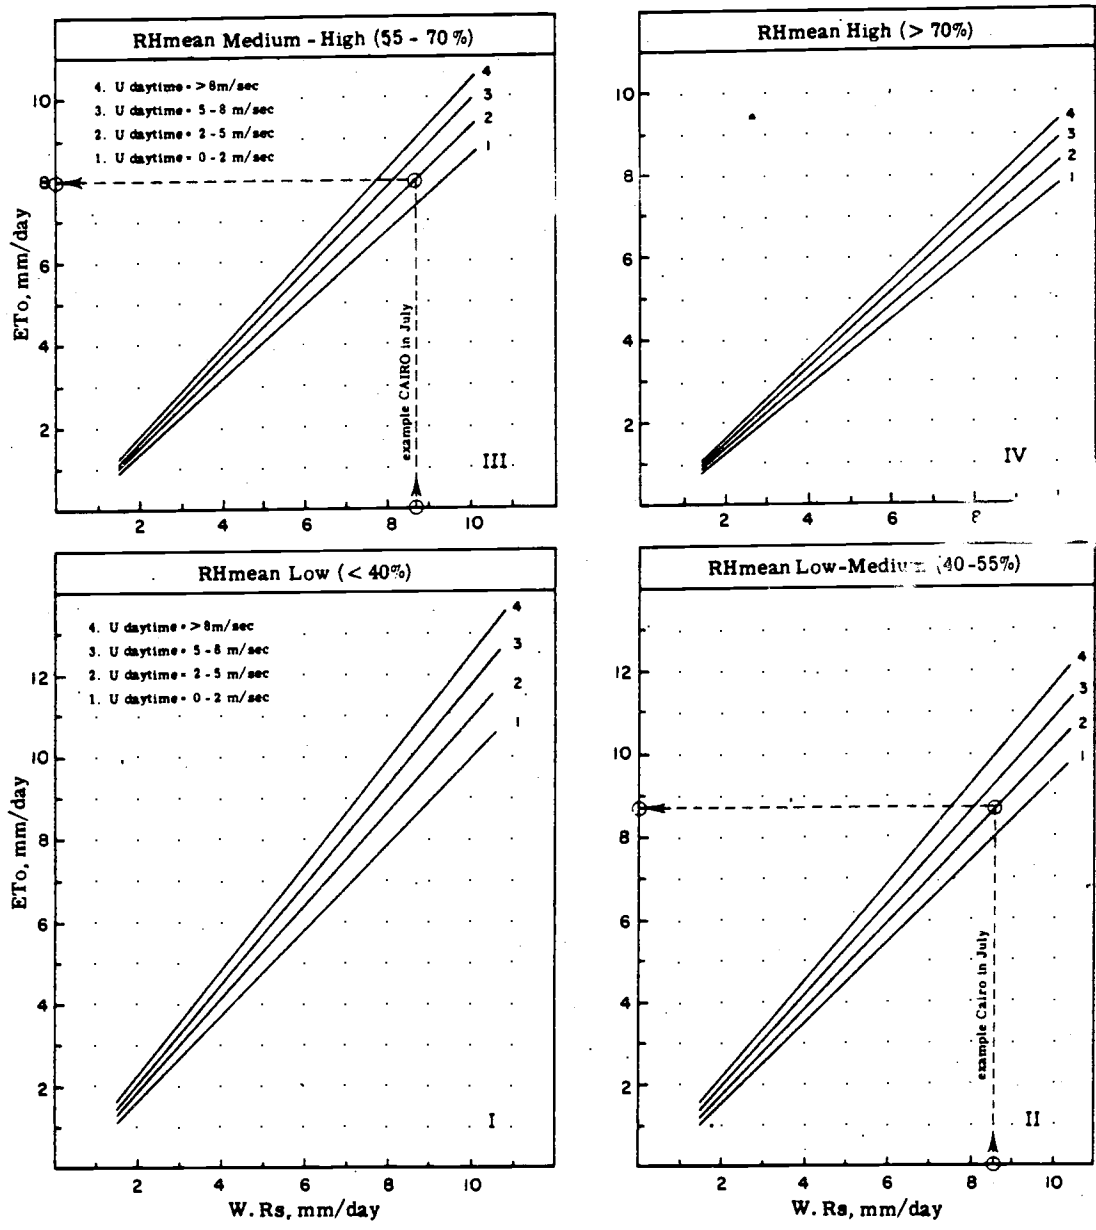 RHmean Medium - High (55 - 70%)
4. U daytime = >8m/sec
3. U daytime = 5-8 m/sec
2. U daytime = 2-5 m/sec
1. U daytime = 0-2 m/sec
4
3
2
1
10
8
6
4
2
ETo, mm/day
example CAIRO in July
III
2
4
6
8
10
RHmean High (> 70%)
4
3
2
1
10
8
6
4
2
IV
2
4
6
8
RHmean Low (< 40%)
4. U daytime = >8m/sec
3. U daytime = 5-8 m/sec
2. U daytime = 2-5 m/sec
1. U daytime = 0-2 m/sec
4
3
2
1
12
10
8
6
4
2
ETo, mm/day
I
2
4
6
8
10
W. Rs, mm/day
RHmean Low-Medium (40-55%)
4
3
2
1
12
10
8
6
4
2
example Cairo in July
II
2
4
6
8
10
W. Rs, mm/day